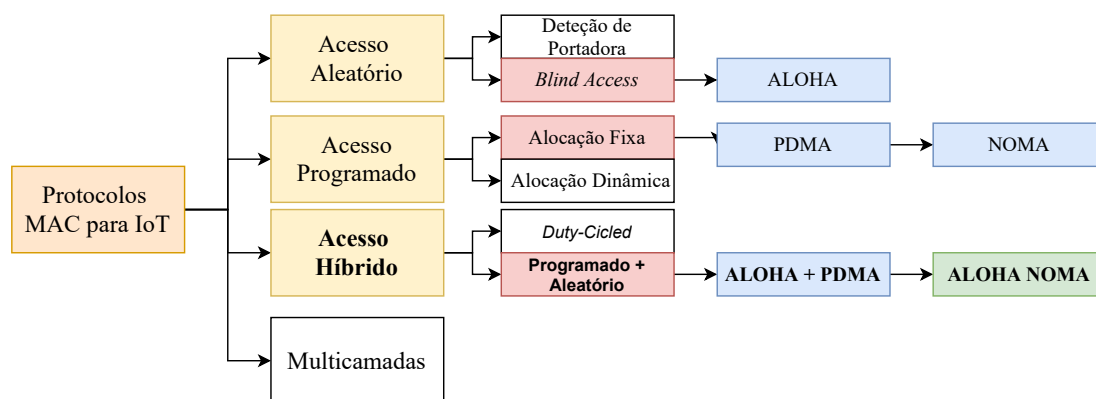 Protocolos
MAC para IoT
Acesso
Aleatório
Deteção de
Portadora
Blind Access
ALOHA
Acesso
Programado
Alocação Fixa
PDMA
NOMA
Alocação Dinâmica
Acesso
Híbrido
Duty-Cicled
Programado +
Aleatório
ALOHA + PDMA
ALOHA NOMA
Multicamadas